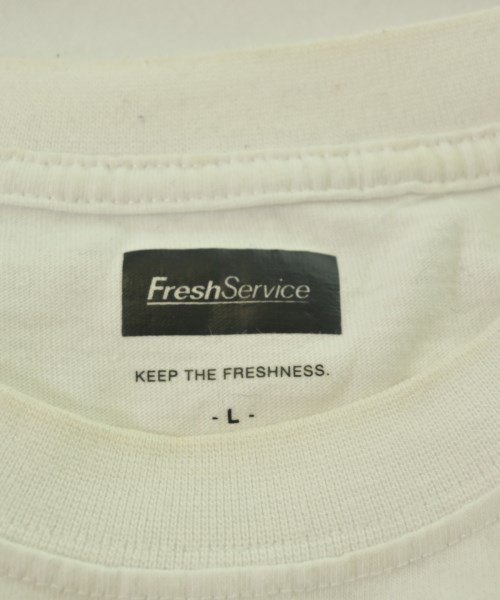 FreshService
KEEP THE FRESHNESS.
- L -